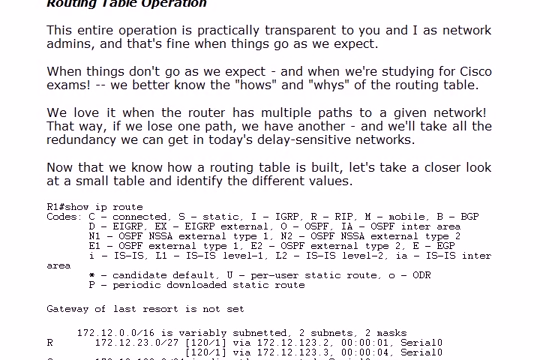 Routing Table Operation
This entire operation is practically transparent to you and I as network
admins, and that's fine when things go as we expect.
When things don't go as we expect - and when we're studying for Cisco
exams! -- we better know the "hows" and "whys" of the routing table.
We love it when the router has multiple paths to a given network!
That way, if we lose one path, we have another - and we'll take all the
redundancy we can get in today's delay-sensitive networks.
Now that we know how a routing table is built, let's take a closer look
at a small table and identify the different values.
R1#show ip route
Codes: C - connected, S - static, I - IGRP, R - RIP, M - mobile, B - BGP
D - EIGRP, EX - EIGRP external, O - OSPF, IA - OSPF inter area
N1 - OSPF NSSA external type 1, N2 - OSPF NSSA external type 2
E1 - OSPF external type 1, E2 - OSPF external type 2, E - EGP
i - IS-IS, L1 - IS-IS level-1, L2 - IS-IS level-2, ia - IS-IS inter
area
* - candidate default, U - per-user static route, o - ODR
P - periodic downloaded static route
Gateway of last resort is not set
172.12.0.0/16 is variably subnetted, 2 subnets, 2 masks
R 172.12.23.0/27 [120/1] via 172.12.123.2, 00:00:01, Serial0
[120/1] via 172.12.123.3, 00:00:04, Serial0